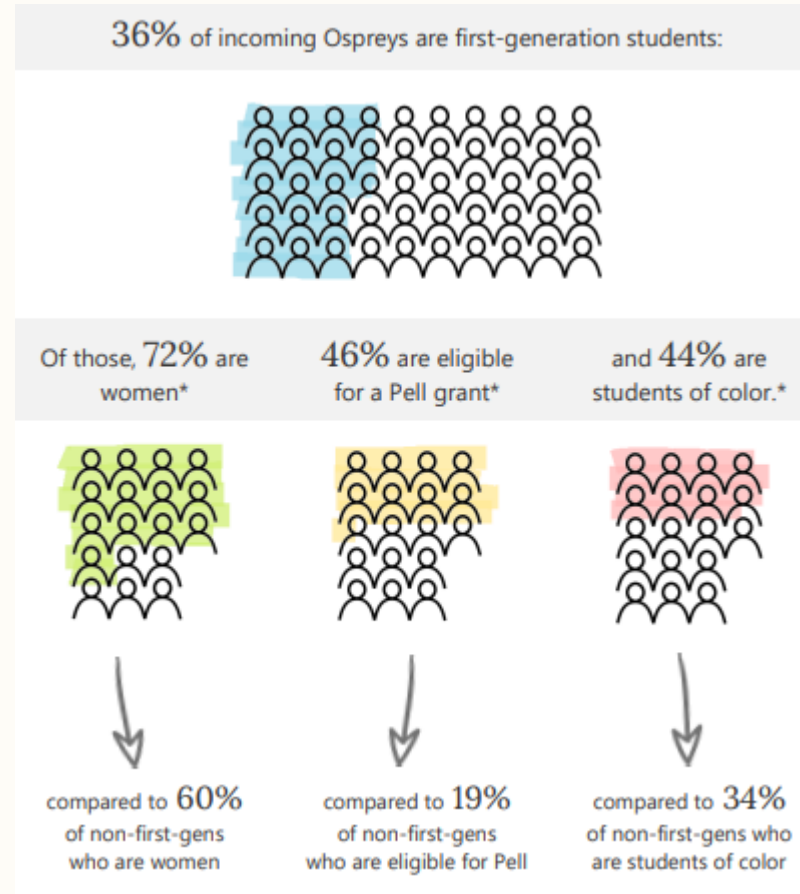 36% of incoming Ospreys are first-generation students:
Of those, 72% are
women*
46% are eligible
for a Pell grant*
and 44% are
students of color.*
compared to 60%
of non-first-gens
who are women
compared to 19%
of non-first-gens
who are eligible for Pell
compared to 34%
of non-first-gens who
are students of color